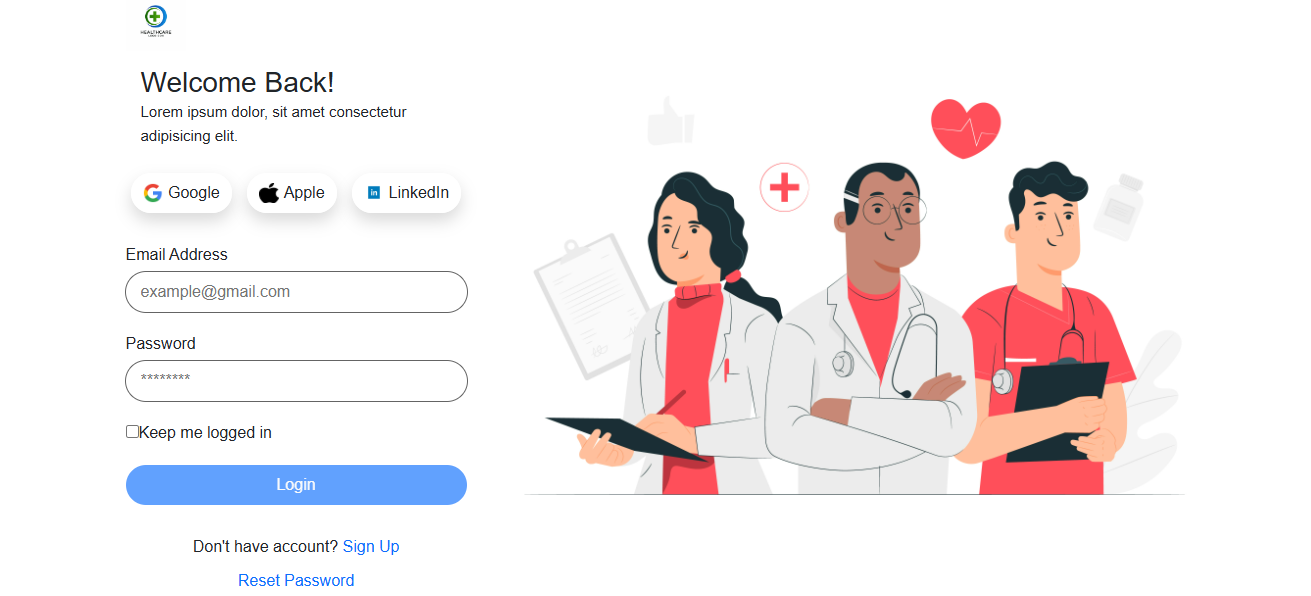 HEALTHCARE
Welcome Back!
Lorem ipsum dolor, sit amet consectetur
adipisicing elit.
Google Apple in LinkedIn
Email Address
example@gmail.com
Password
********
Keep me logged in
Login
Don't have account? Sign Up
Reset Password